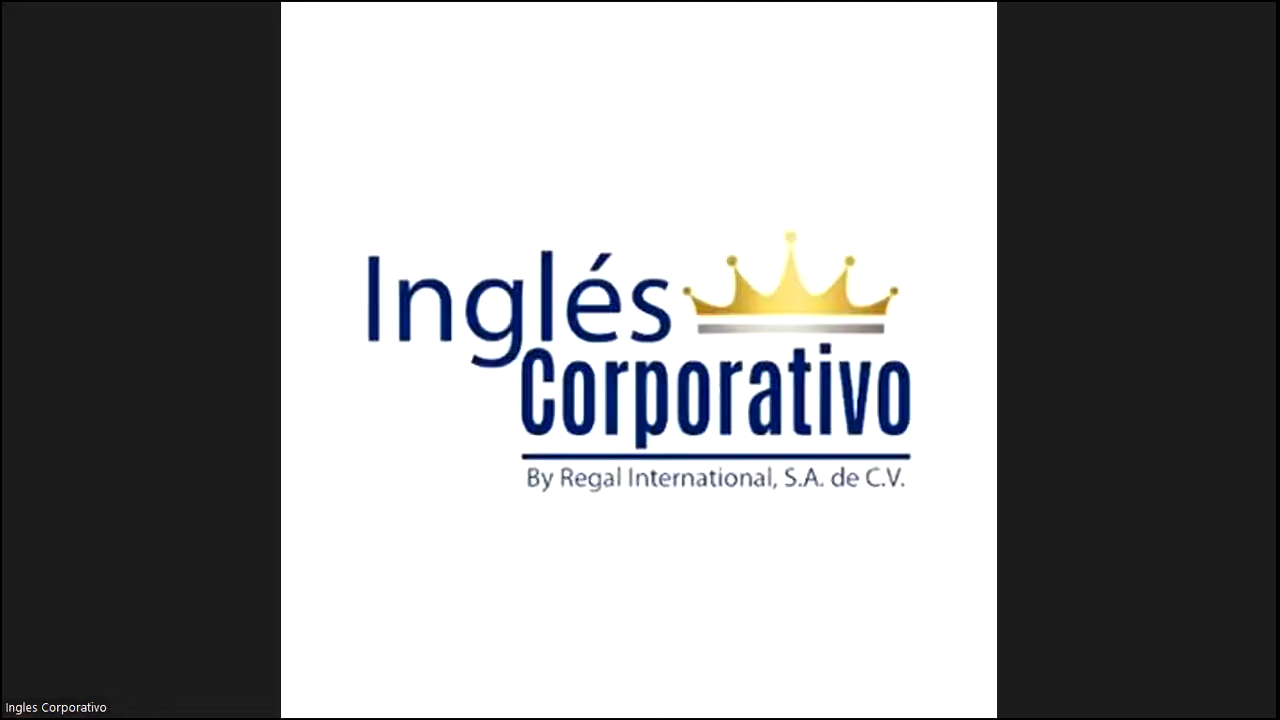 Inglés
Corporativo
By Regal International, S.A. de C.V.
Ingles Corporativo